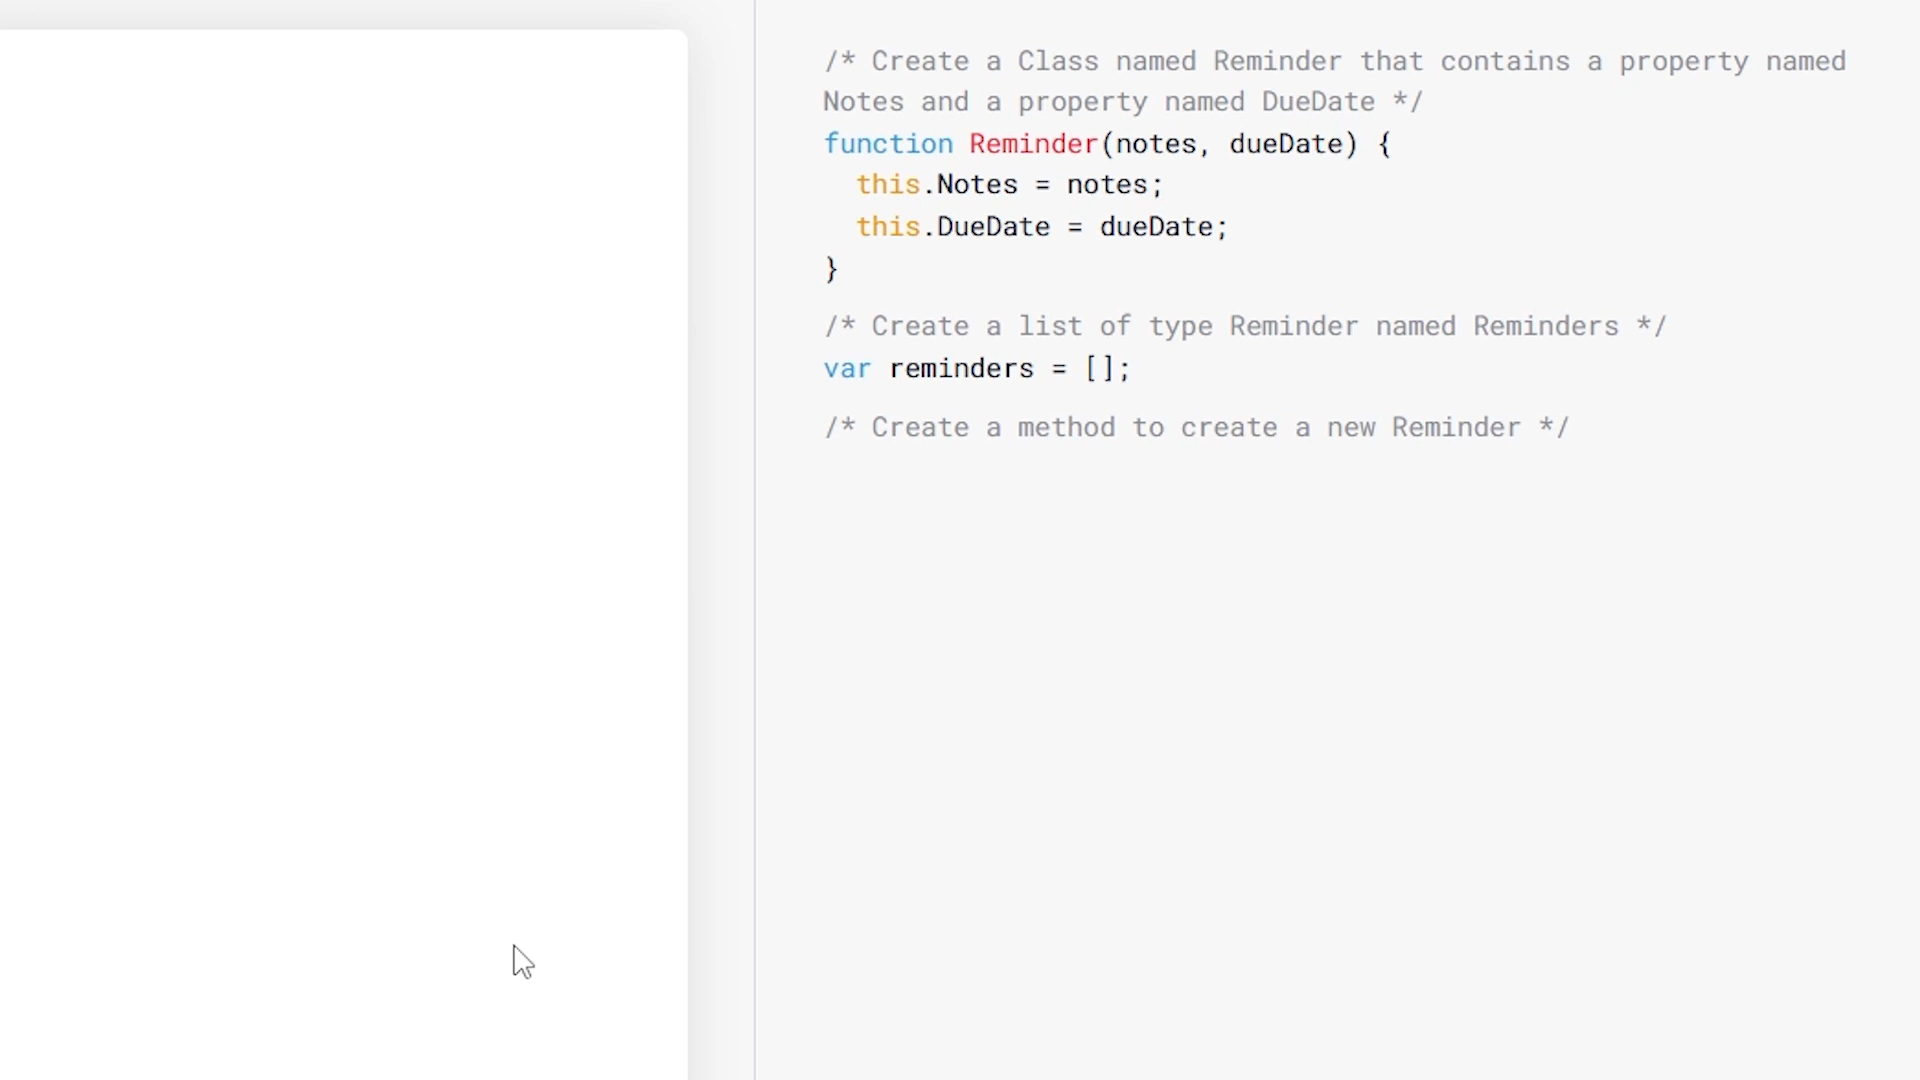 /* Create a Class named Reminder that contains a property named
Notes and a property named DueDate */
function Reminder(notes, dueDate) {
  this.Notes = notes;
  this.DueDate = dueDate;
}
/* Create a list of type Reminder named Reminders */
var reminders = [];
/* Create a method to create a new Reminder */